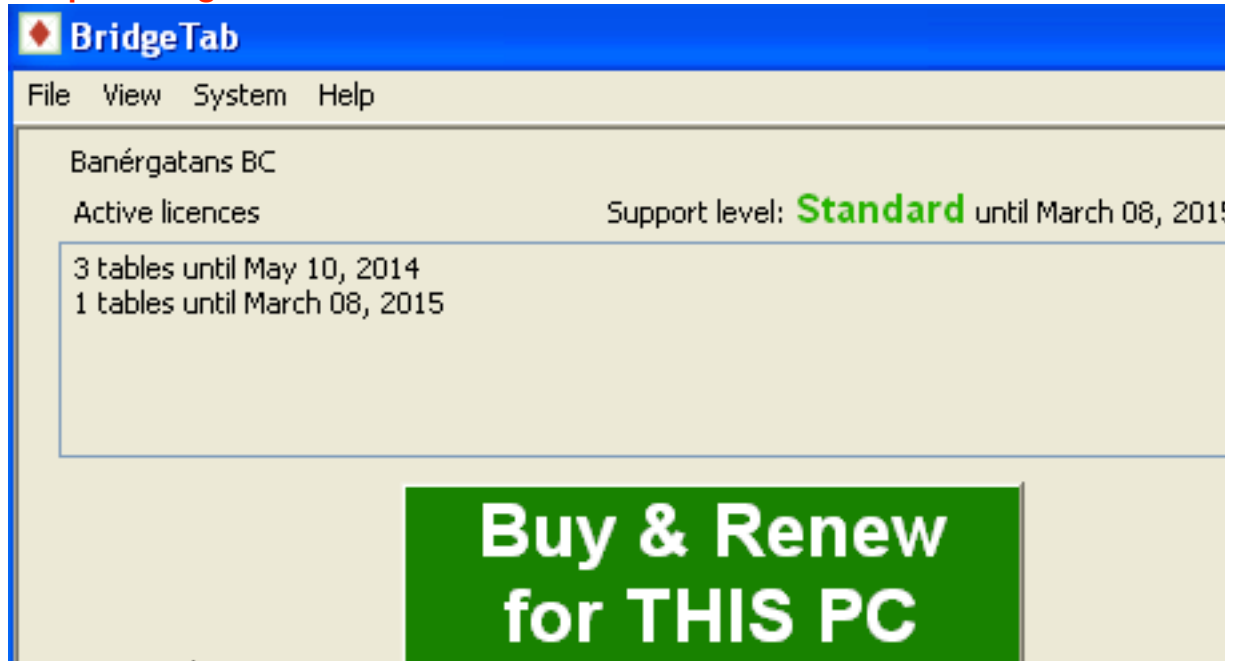 BridgeTab
File View System Help
Banérgatans BC
Active licences Support level: Standard until March 08, 201
3 tables until May 10, 2014
1 tables until March 08, 2015
Buy & Renew
for THIS PC